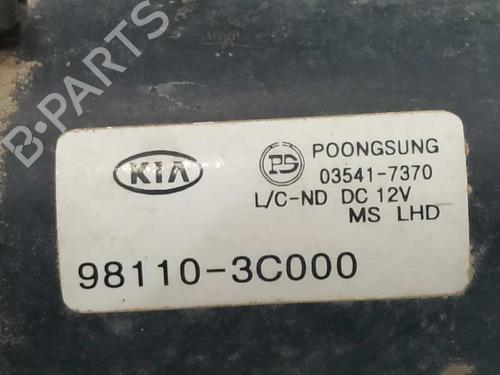 B-PARTS
KIA
PS POONGSUNG
03541-7370
L/C-ND DC 12V
MS LHD
98110-3C000